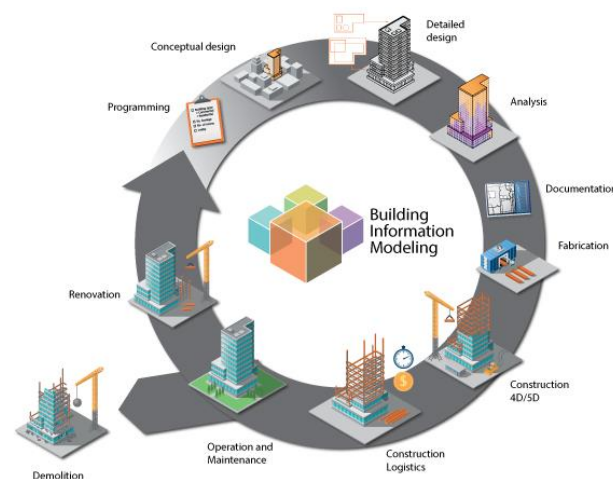 Conceptual design
Detailed
design
Programming
Analysis
Documentation
Building
Information
Modeling
Fabrication
Renovation
Construction
4D/5D
Operation and
Maintenance
Construction
Logistics
Demolition
$